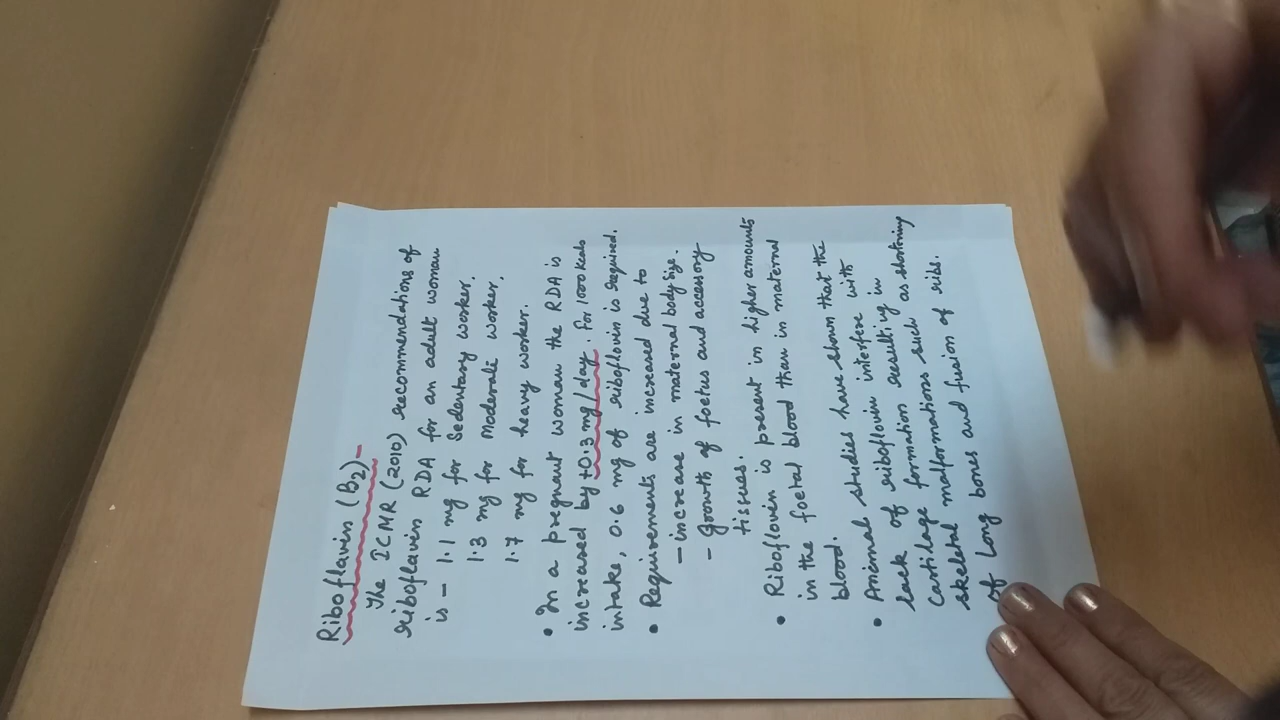 Riboflavin (B2) -
The ICMR (2010) recommendations of
riboflavin RDA for an adult woman
is - 1.1 mg for Sedentary worker.
1.3 mg for Moderate worker.
1.7 mg for heavy worker.
• In a pregnant woman the RDA is
increased by +0.3 mg/day. For 1000 kcals
intake, 0.6 mg of riboflovin is required.
• Requirements are increased due to
- increase in maternal body size.
- Growth of foetus and accessory
tissues.
• Riboflovin is present in higher amounts
in the foetal blood than in maternal
blood.
• Animal studies have shown that the
lack of riboflovin interfere with
Cartilage formation resulting in
skeletal malformations such as shortning
of Long bones and fusion of ribs.